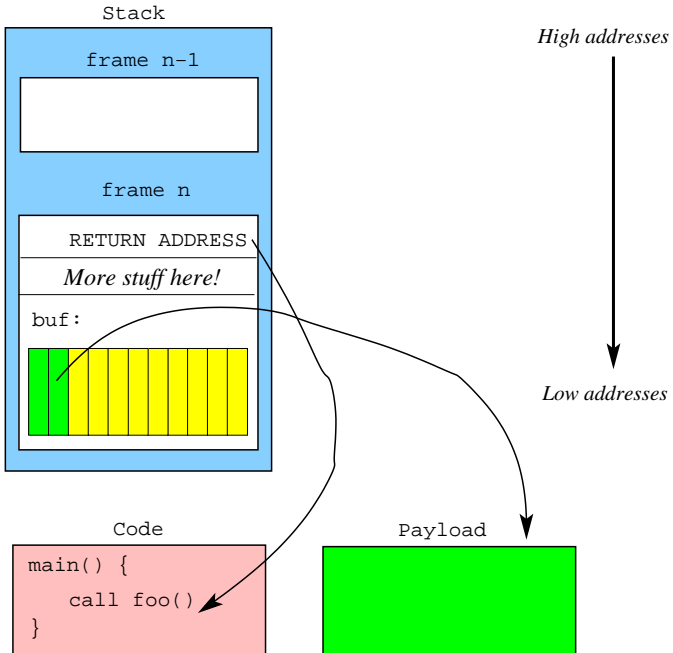 Stack
High addresses
frame n-1
frame n
RETURN ADDRESS
More stuff here!
buf:
Low addresses
Code
Payload
main() {
call foo()
}